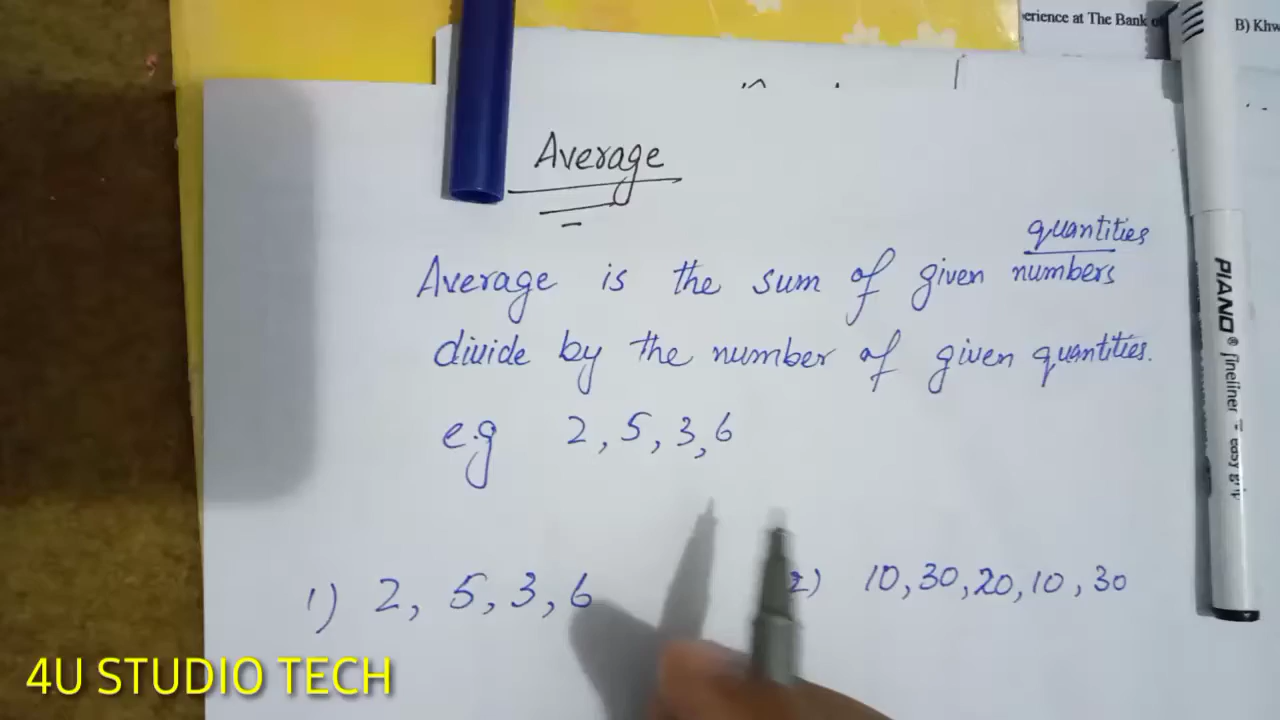 erience at The Bank
B) Khw
Average
quantities
Average is the sum of given numbers
divide by the number of given quantities.
e.g 2, 5, 3, 6
1) 2, 5, 3, 6
2) 10, 30, 20, 10, 30
PIANO® fineliner easy grip
4U STUDIO TECH